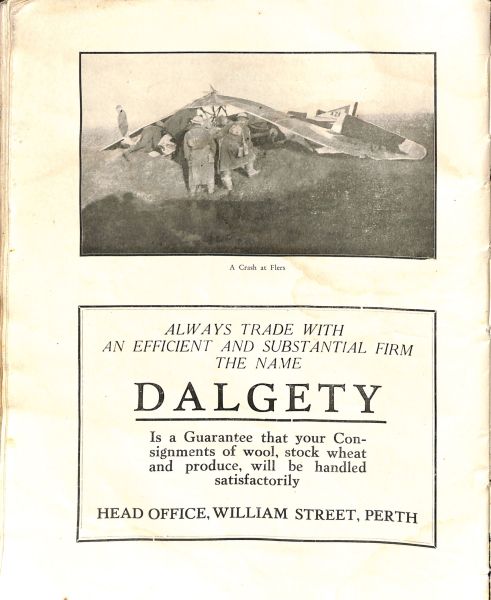 A Crash at Flers
ALWAYS TRADE WITH
AN EFFICIENT AND SUBSTANTIAL FIRM
THE NAME
DALGETY
Is a Guarantee that your Con-
signments of wool, stock wheat
and produce, will be handled
satisfactorily
HEAD OFFICE, WILLIAM STREET, PERTH